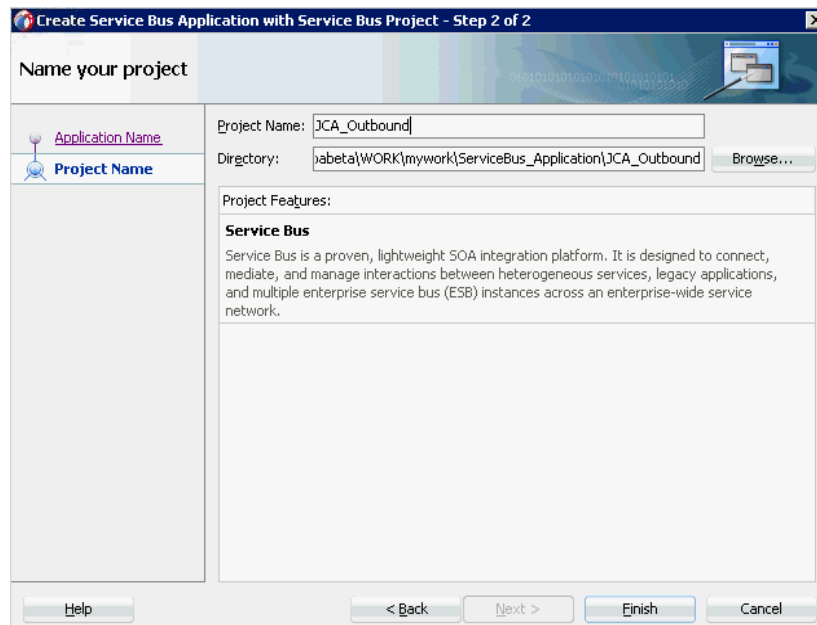 Create Service Bus Application with Service Bus Project - Step 2 of 2
Name your project
Application Name
Project Name
Project Name: JCA_Outbound
Directory: abeta\WORK\mywork\ServiceBus_Application\JCA_Outbound Browse...
Project Features:
Service Bus
Service Bus is a proven, lightweight SOA integration platform. It is designed to connect,
mediate, and manage interactions between heterogeneous services, legacy applications,
and multiple enterprise service bus (ESB) instances across an enterprise-wide service
network.
Help < Back Next > Finish Cancel